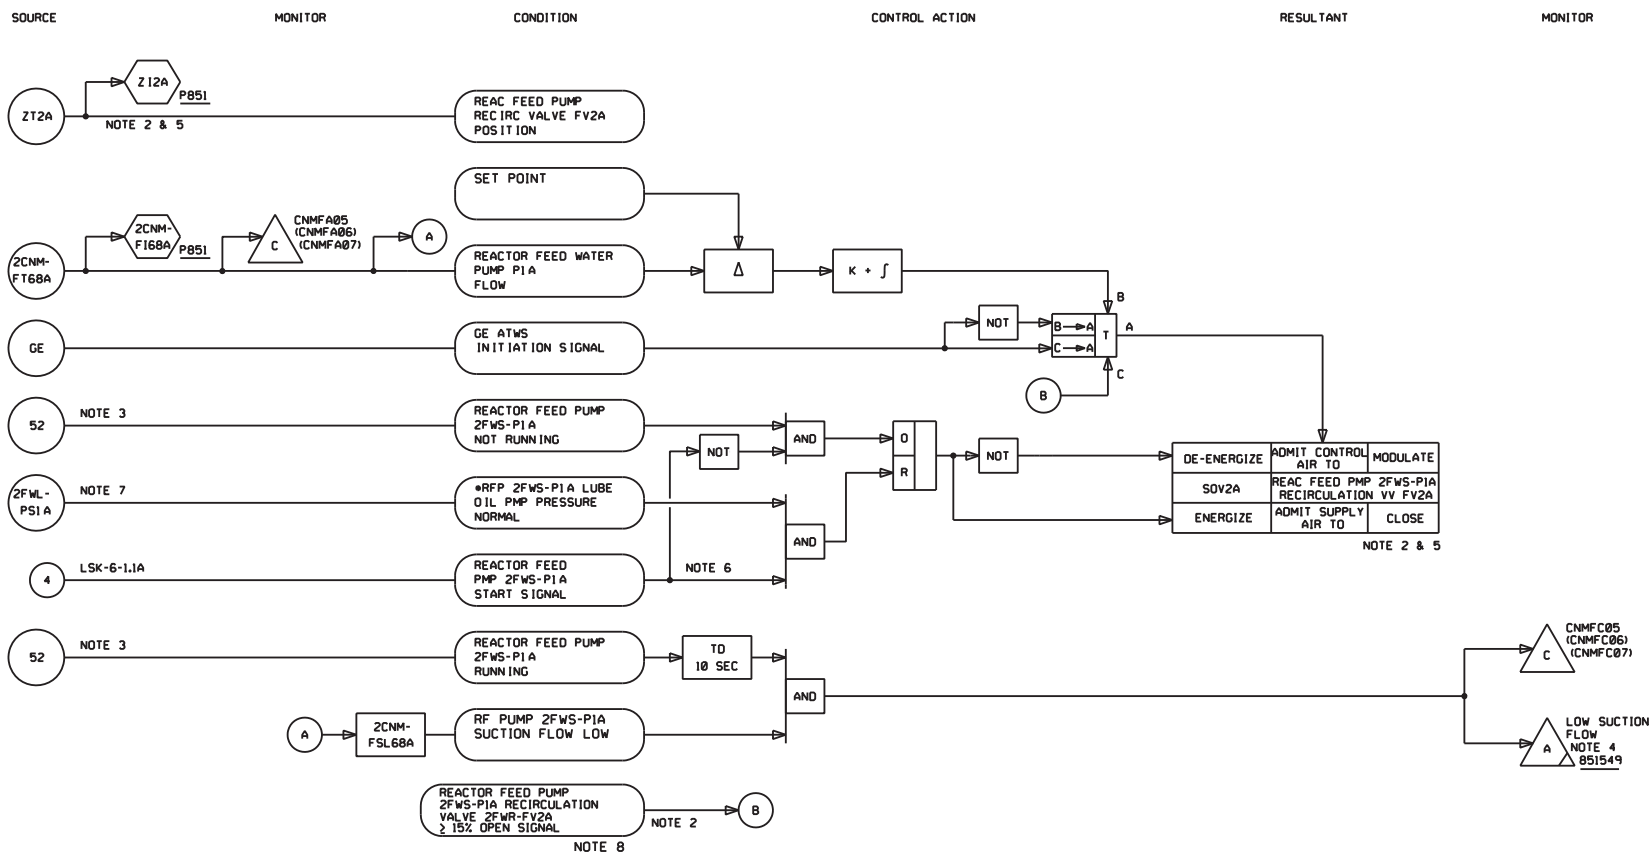 SOURCE
MONITOR
CONDITION
CONTROL ACTION
RESULTANT
MONITOR
ZT2A
ZI2A
P851
NOTE 2 & 5
REAC FEED PUMP
RECIRC VALVE FV2A
POSITION
SET POINT
2CNM-
FT68A
2CNM-
FI68A
P851
C
CNMFA05
(CNMFA06)
(CNMFA07)
A
REACTOR FEED WATER
PUMP P1A
FLOW
Δ
K + ∫
B
GE
GE ATWS
INITIATION SIGNAL
NOT
B→A
C→A
T
A
C
B
52
NOTE 3
REACTOR FEED PUMP
2FWS-P1A
NOT RUNNING
NOT
AND
O
R
NOT
DE-ENERGIZE
ADMIT CONTROL
AIR TO
MODULATE
SOV2A
REAC FEED PMP 2FWS-P1A
RECIRCULATION VV FV2A
ENERGIZE
ADMIT SUPPLY
AIR TO
CLOSE
NOTE 2 & 5
2FWL-
PS1A
NOTE 7
•RFP 2FWS-P1A LUBE
OIL PMP PRESSURE
NORMAL
AND
4
LSK-6-1.1A
REACTOR FEED
PMP 2FWS-P1A
START SIGNAL
NOTE 6
52
NOTE 3
REACTOR FEED PUMP
2FWS-P1A
RUNNING
TD
10 SEC
AND
C
CNMFC05
(CNMFC06)
(CNMFC07)
A
2CNM-
FSL68A
RF PUMP 2FWS-P1A
SUCTION FLOW LOW
A
LOW SUCTION
FLOW
NOTE 4
851549
REACTOR FEED PUMP
2FWS-P1A RECIRCULATION
VALVE 2FWR-FV2A
≥ 15% OPEN SIGNAL
NOTE 2
B
NOTE 8